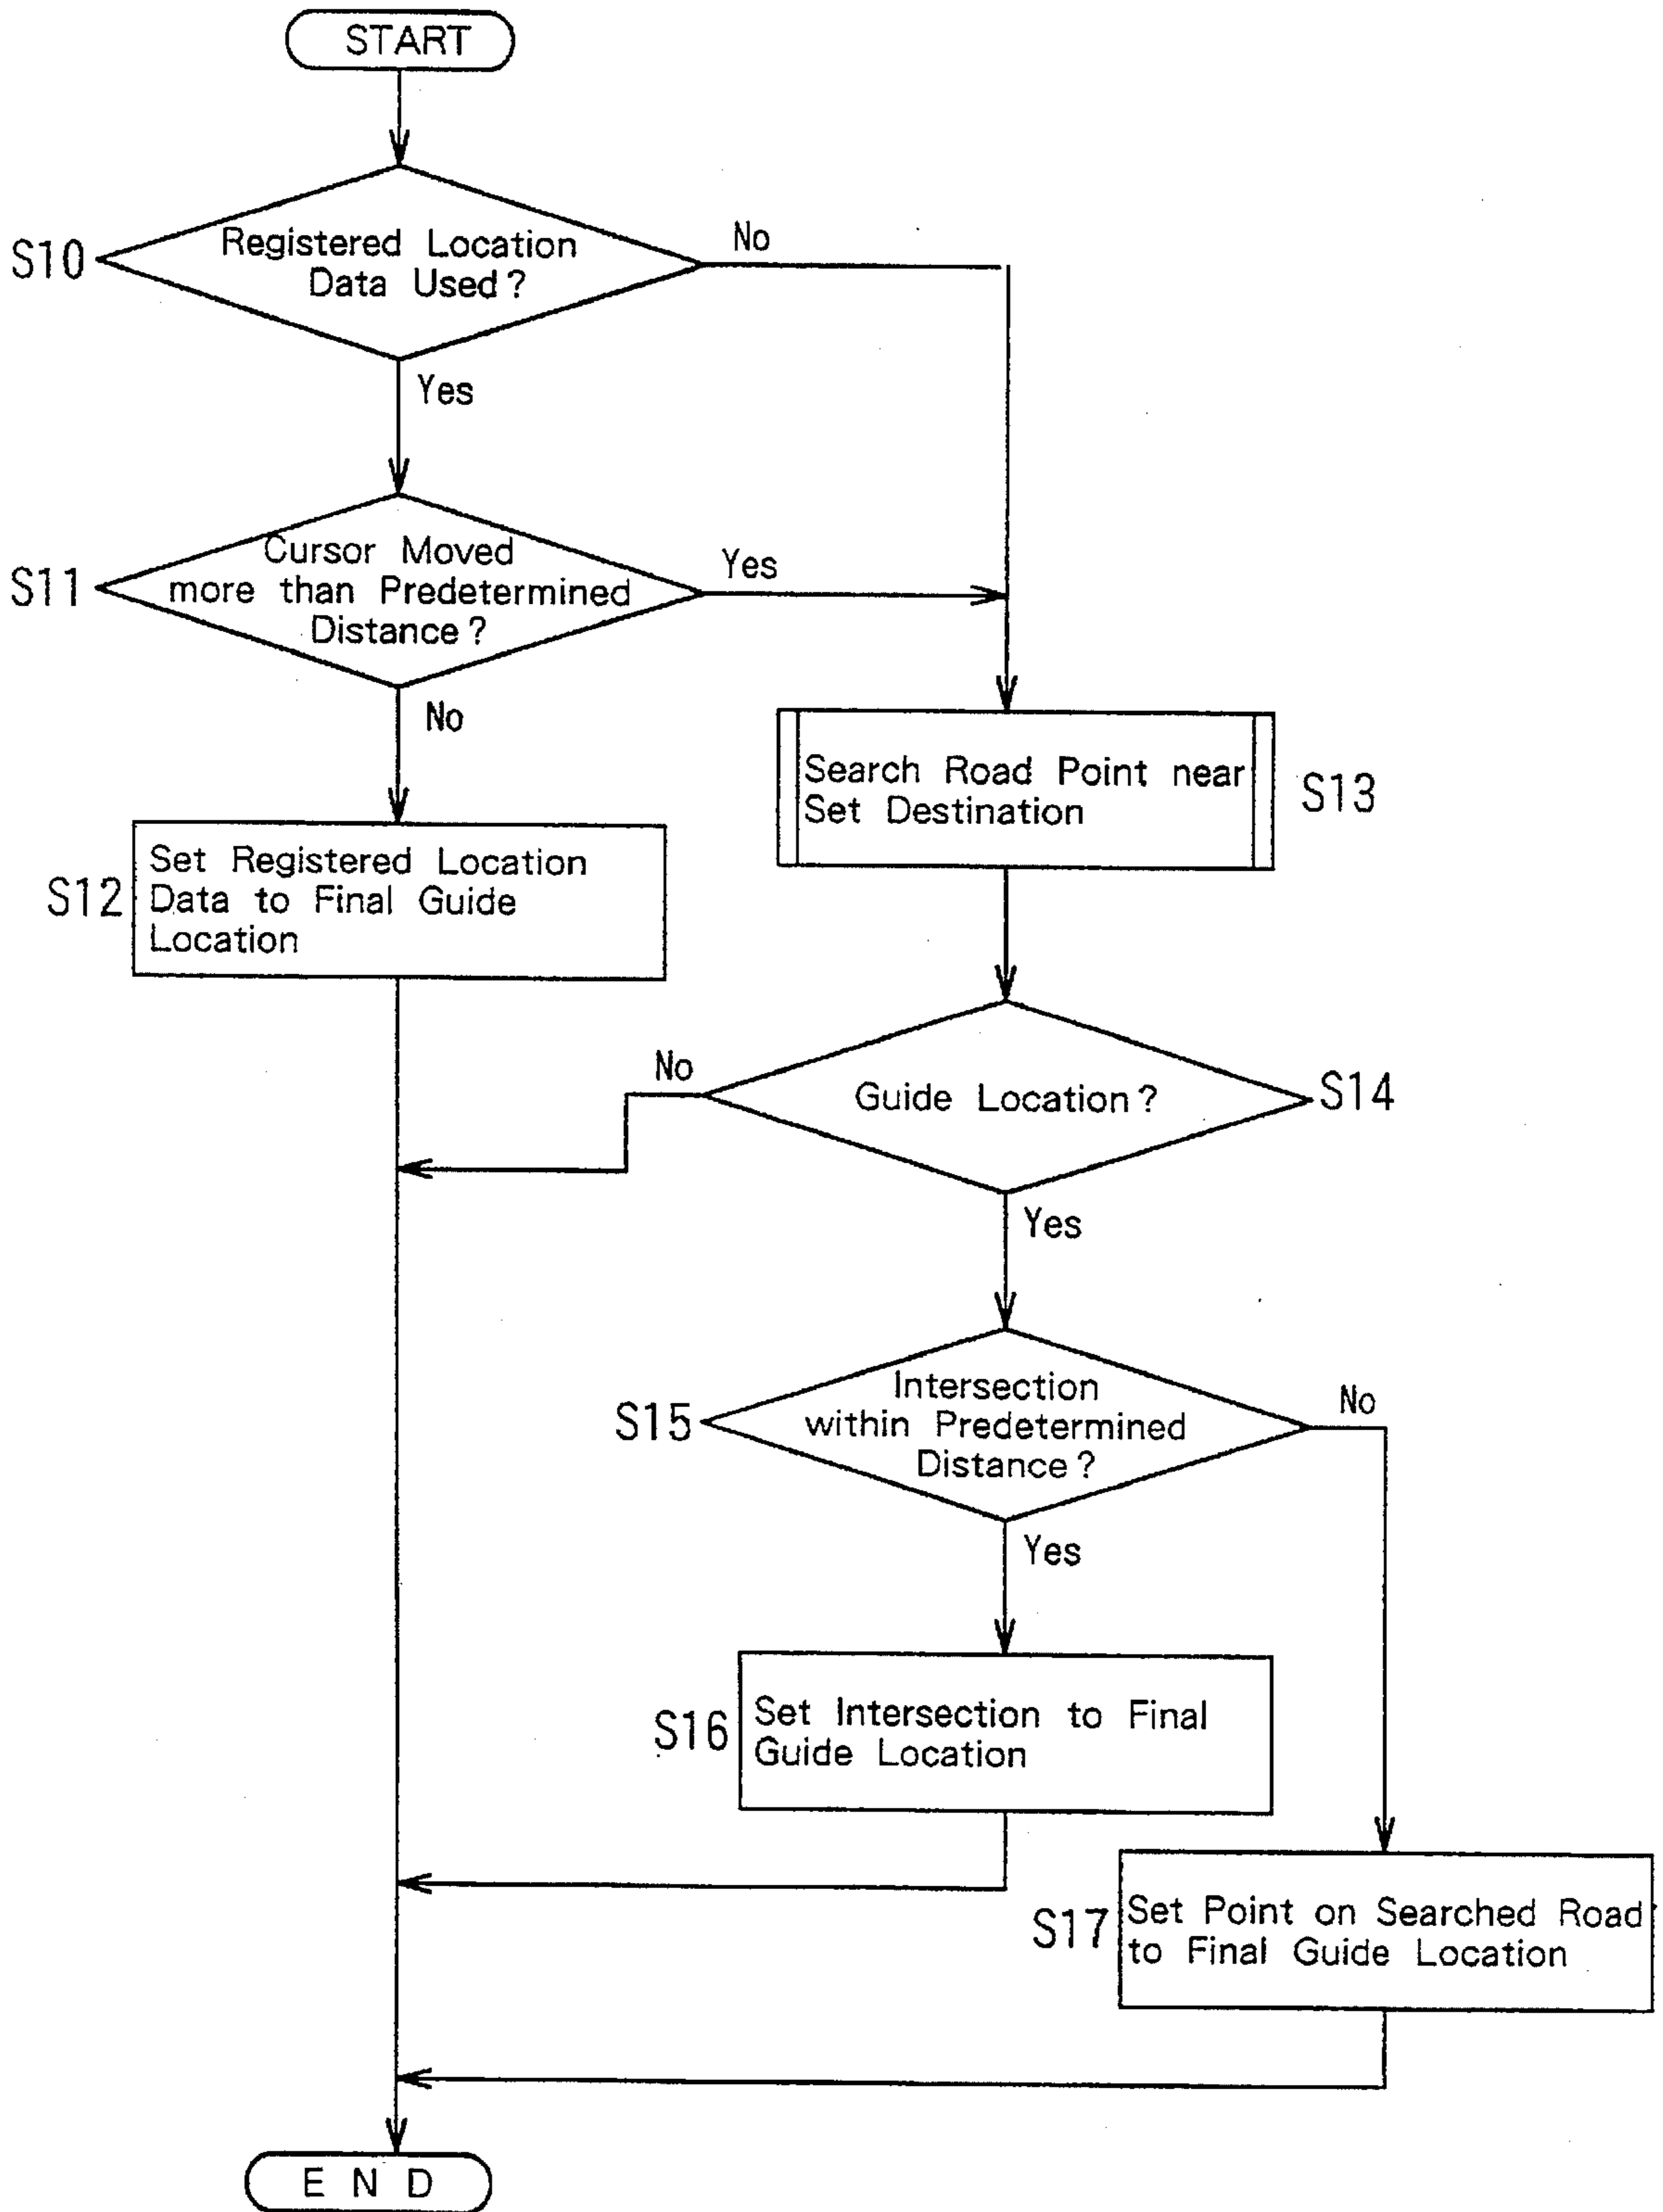 START
S10
Registered Location
Data Used?
No
Yes
S11
Cursor Moved
more than Predetermined
Distance?
Yes
No
S12
Set Registered Location
Data to Final Guide
Location
Search Road Point near
Set Destination
S13
No
Guide Location?
S14
Yes
S15
Intersection
within Predetermined
Distance?
No
Yes
S16
Set Intersection to Final
Guide Location
S17
Set Point on Searched Road
to Final Guide Location
END